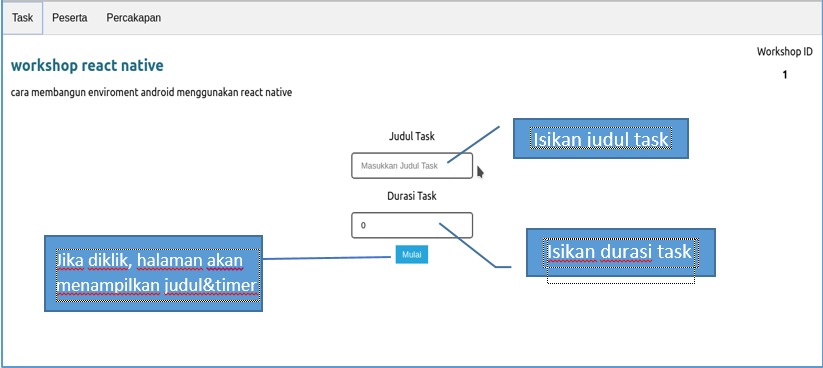 Task Peserta Percakapan
Workshop ID
1
workshop react native
cara membangun enviroment android menggunakan react native
Judul Task
Masukkan Judul Task
Isikan judul task
Durasi Task
0
Isikan durasi task
Mulai
Jika diklik, halaman akan
menampilkan judul&timer